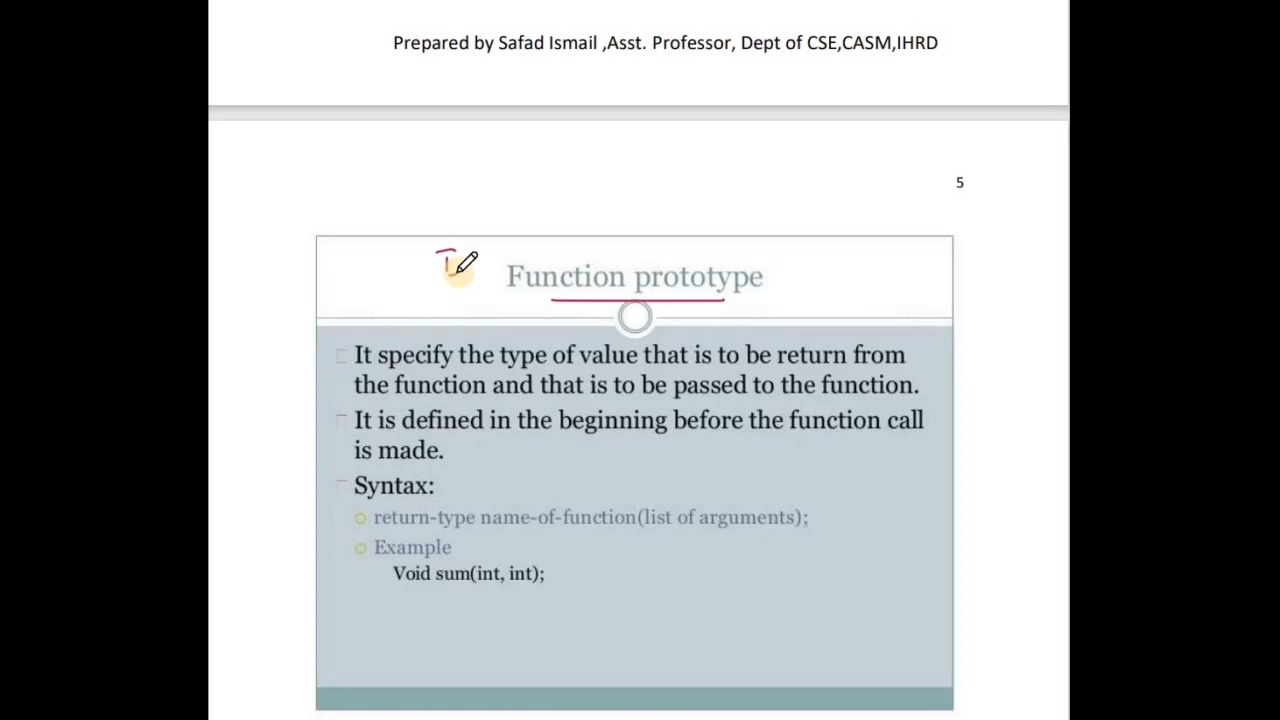 Prepared by Safad Ismail ,Asst. Professor, Dept of CSE,CASM,IHRD
5
Function prototype
It specify the type of value that is to be return from
the function and that is to be passed to the function.
It is defined in the beginning before the function call
is made.
Syntax:
return-type name-of-function(list of arguments);
Example
Void sum(int, int);